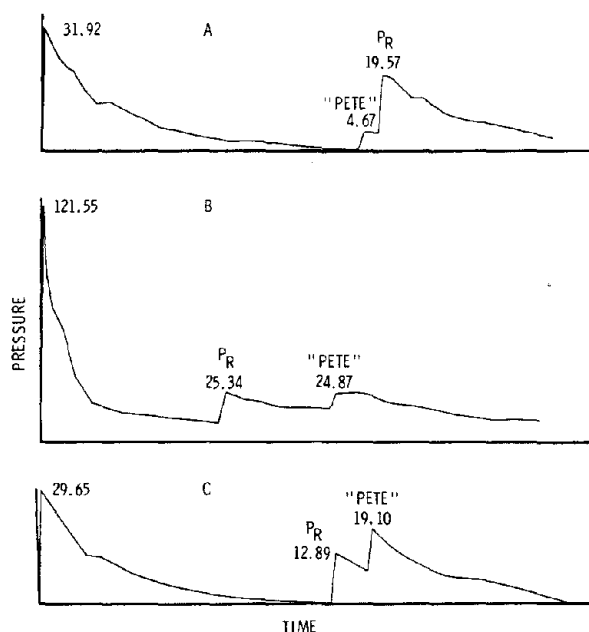 31.92
A
P_R
19.57
"PETE"
4.67
121.55
B
P_R
25.34
"PETE"
24.87
PRESSURE
29.65
C
"PETE"
19.10
P_R
12.89
TIME